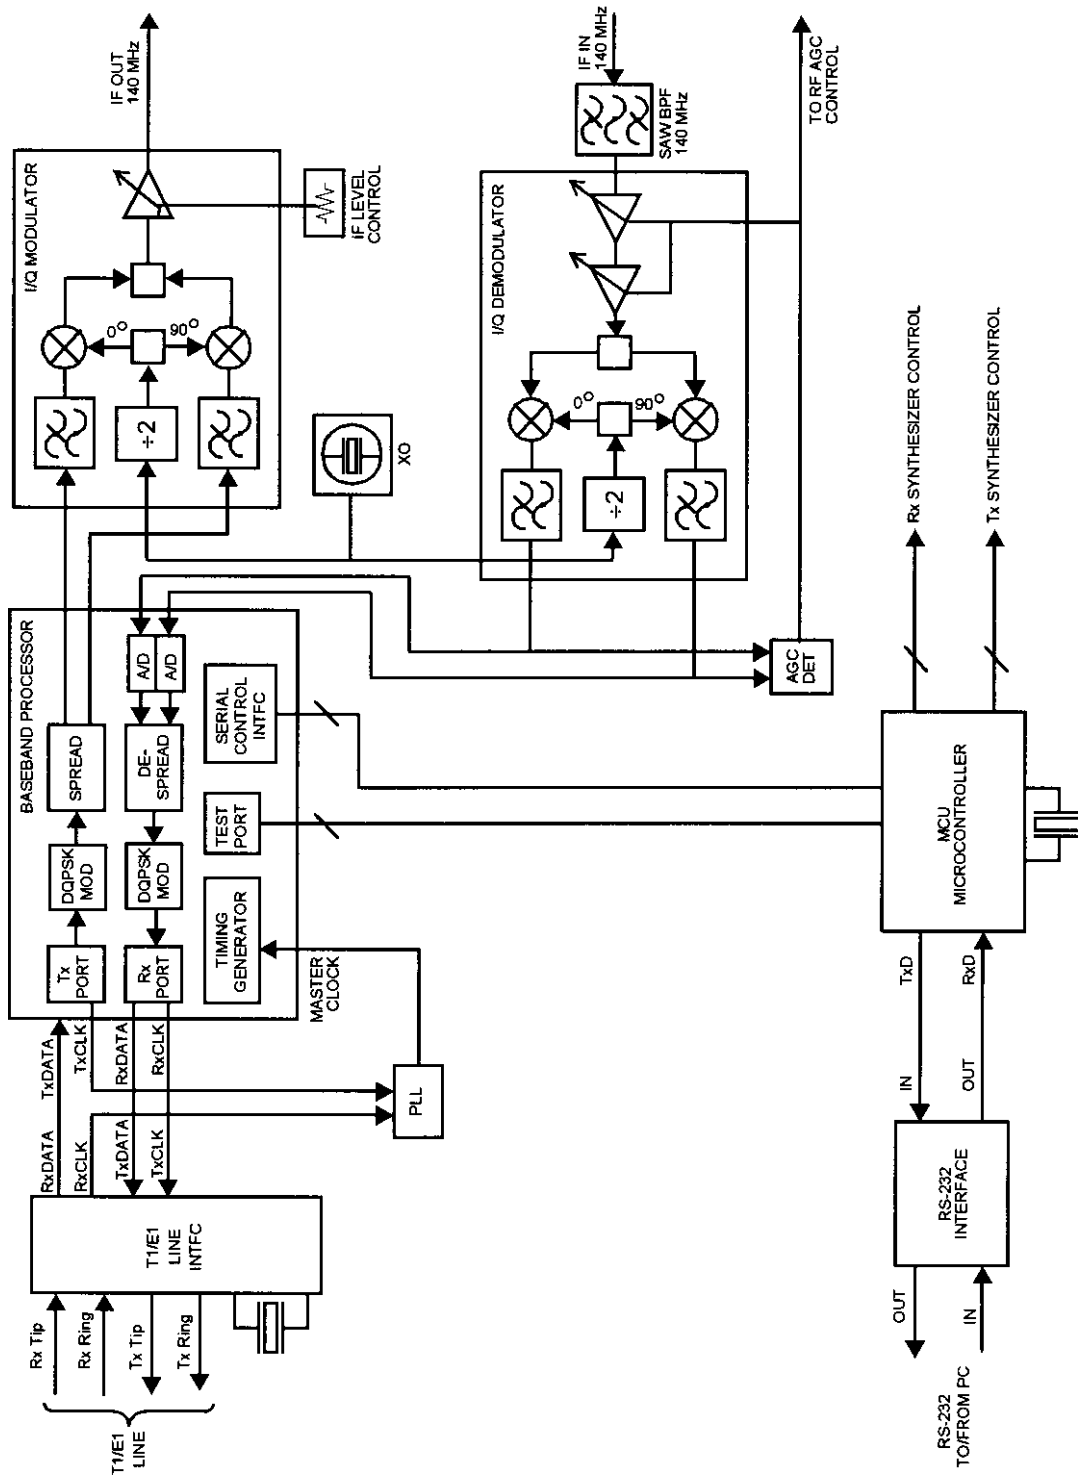 T1/E1
LINE
Rx Tip
Rx Ring
Tx Tip
Tx Ring
T1/E1
LINE
INTFC
RxDATA
RxCLK
TxDATA
TxCLK
TxDATA
TxCLK
RxDATA
RxCLK
PLL
MASTER
CLOCK
BASEBAND PROCESSOR
Tx
PORT
DQPSK
MOD
SPREAD
Rx
PORT
DQPSK
MOD
DE-
SPREAD
A/D
A/D
TIMING
GENERATOR
TEST
PORT
SERIAL
CONTROL
INTFC
I/Q MODULATOR
÷2
0°
90°
IF LEVEL
CONTROL
IF OUT
140 MHz
XO
I/Q DEMODULATOR
÷2
0°
90°
SAW BPF
140 MHz
IF IN
140 MHz
AGC
DET
TO RF AGC
CONTROL
RS-232
TO/FROM PC
OUT
IN
RS-232
INTERFACE
IN
OUT
TxD
RxD
MCU
MICROCONTROLLER
Rx SYNTHESIZER CONTROL
Tx SYNTHESIZER CONTROL